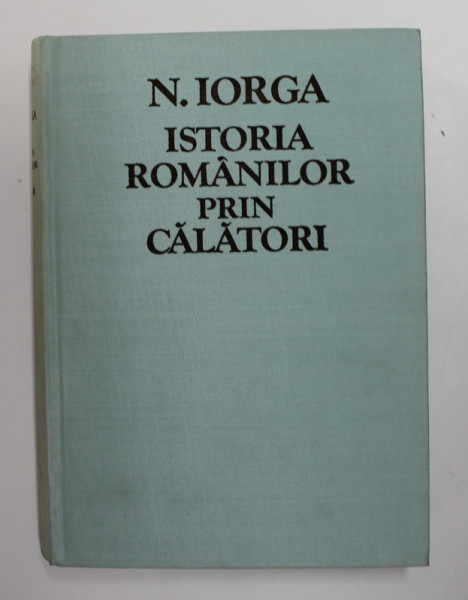 N. IORGA
ISTORIA
ROMÂNILOR
PRIN
CĂLĂTORI